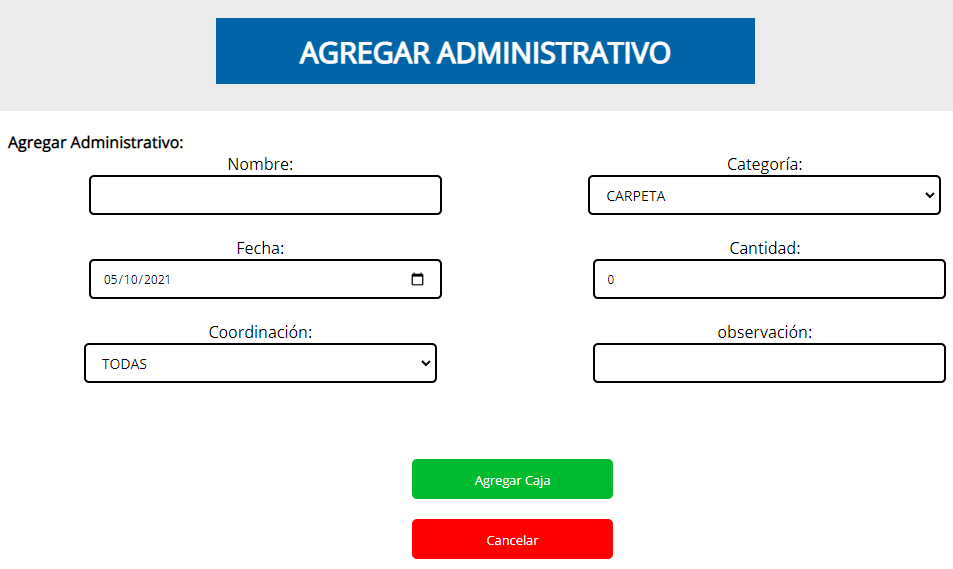 AGREGAR ADMINISTRATIVO
Agregar Administrativo:
Nombre:
Categoría:
CARPETA
Fecha:
Cantidad:
05/10/2021
0
Coordinación:
observación:
TODAS
Agregar Caja
Cancelar